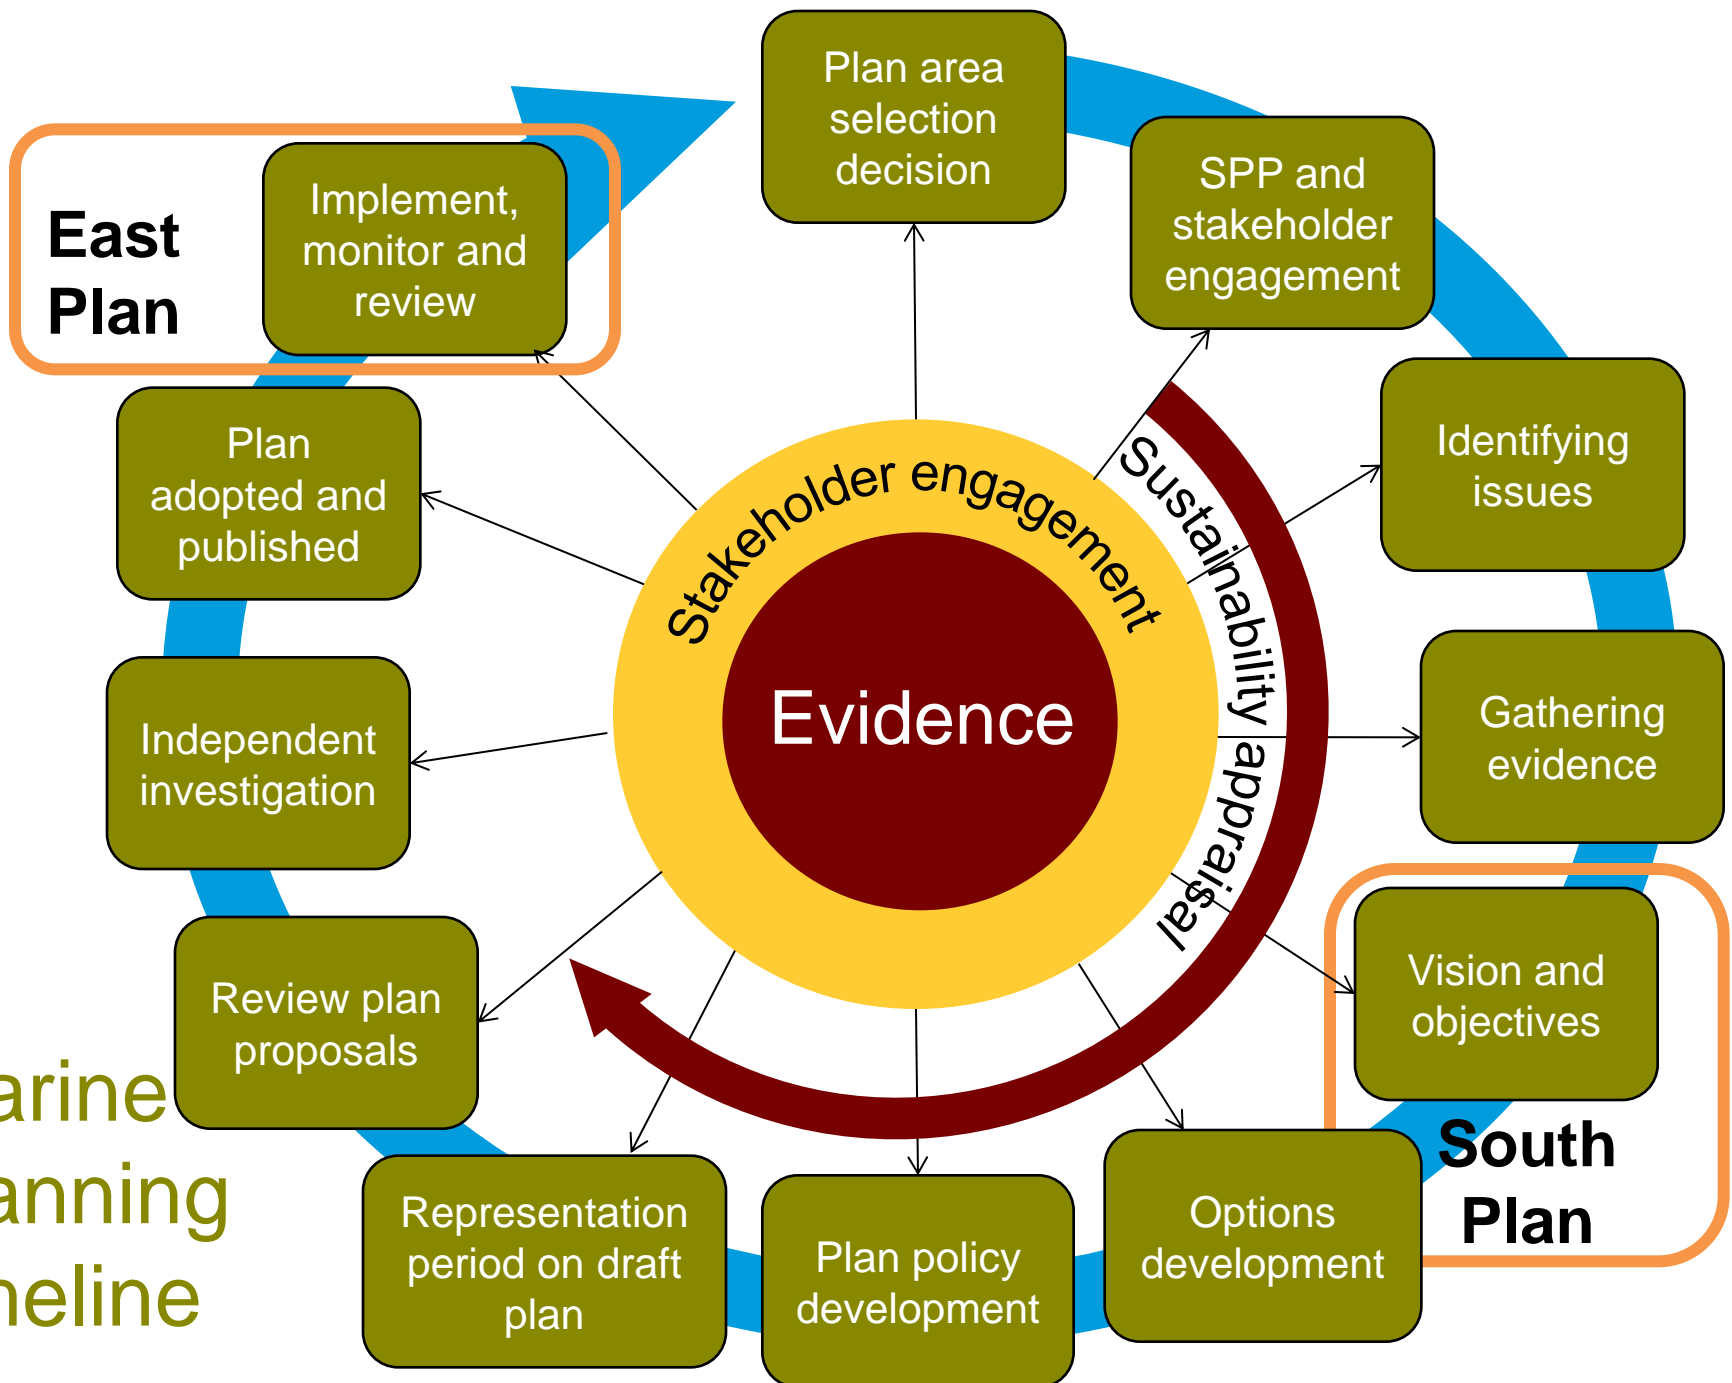 Plan area
selection
decision
SPP and
stakeholder
engagement
Identifying
issues
Gathering
evidence
Vision and
objectives
South
Plan
Options
development
Plan policy
development
Representation
period on draft
plan
Review plan
proposals
Independent
investigation
Plan
adopted and
published
Implement,
monitor and
review
East
Plan
Stakeholder engagement
Evidence
Sustainability appraisal
arine
anning
neline